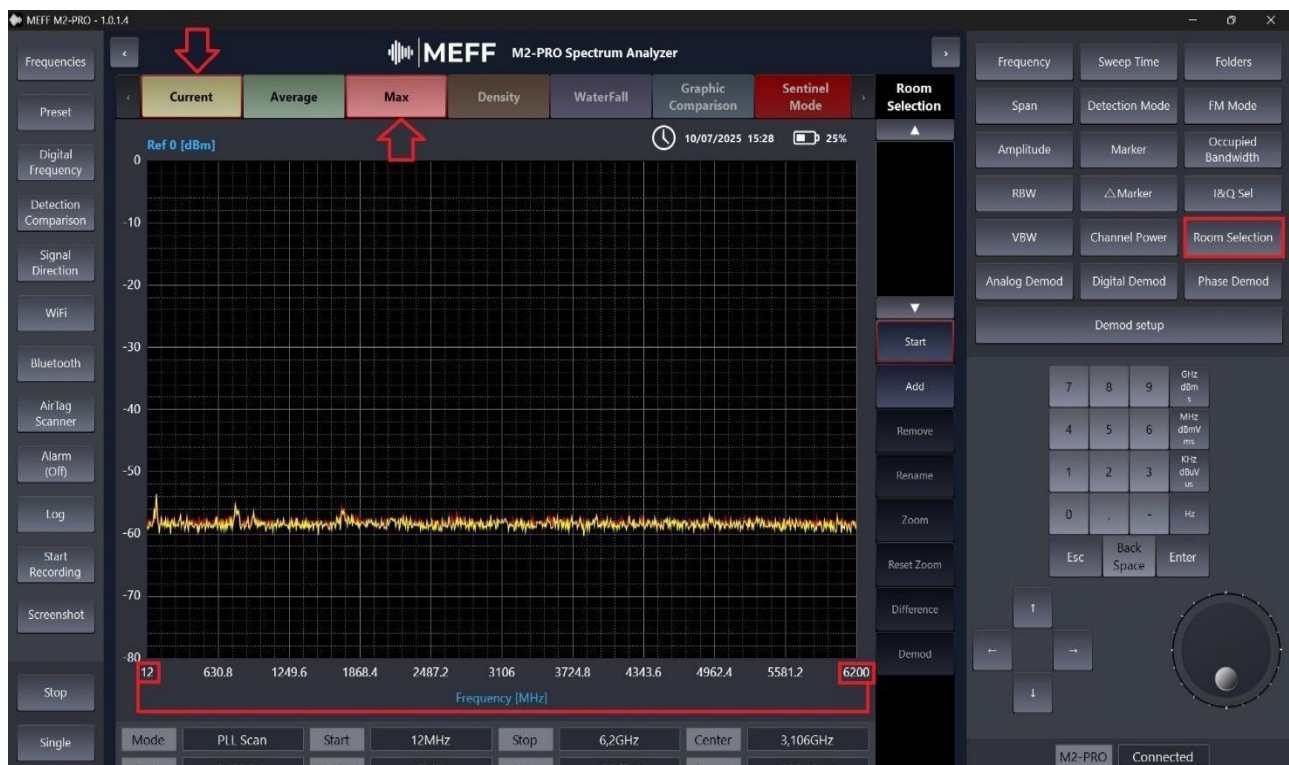 MEFF M2-PRO - 1.0.1.4
Frequencies
Preset
Digital
Frequency
Detection
Comparison
Signal
Direction
WiFi
Bluetooth
AirTag
Scanner
Alarm
(Off)
Log
Start
Recording
Screenshot
Stop
Single
MEFF M2-PRO Spectrum Analyzer
Current
Average
Max
Density
WaterFall
Graphic
Comparison
Sentinel
Mode
Ref 0 [dBm]
10/07/2025 15:28
25%
0
-10
-20
-30
-40
-50
-60
-70
-80
12 630.8 1249.6 1868.4 2487.2 3106 3724.8 4343.6 4962.4 5581.2 6200
Frequency [MHz]
Mode PLL Scan Start 12MHz Stop 6,2GHz Center 3,106GHz
Room
Selection
Start
Add
Remove
Rename
Zoom
Reset Zoom
Difference
Demod
Frequency Sweep Time Folders
Span Detection Mode FM Mode
Amplitude Marker Occupied
Bandwidth
RBW △Marker I&Q Sel
VBW Channel Power Room Selection
Analog Demod Digital Demod Phase Demod
Demod setup
7 8 9 GHz
dBm
s
4 5 6 MHz
dBmV
ms
1 2 3 KHz
dBuV
us
0 , - Hz
Esc Back
Space Enter
M2-PRO Connected